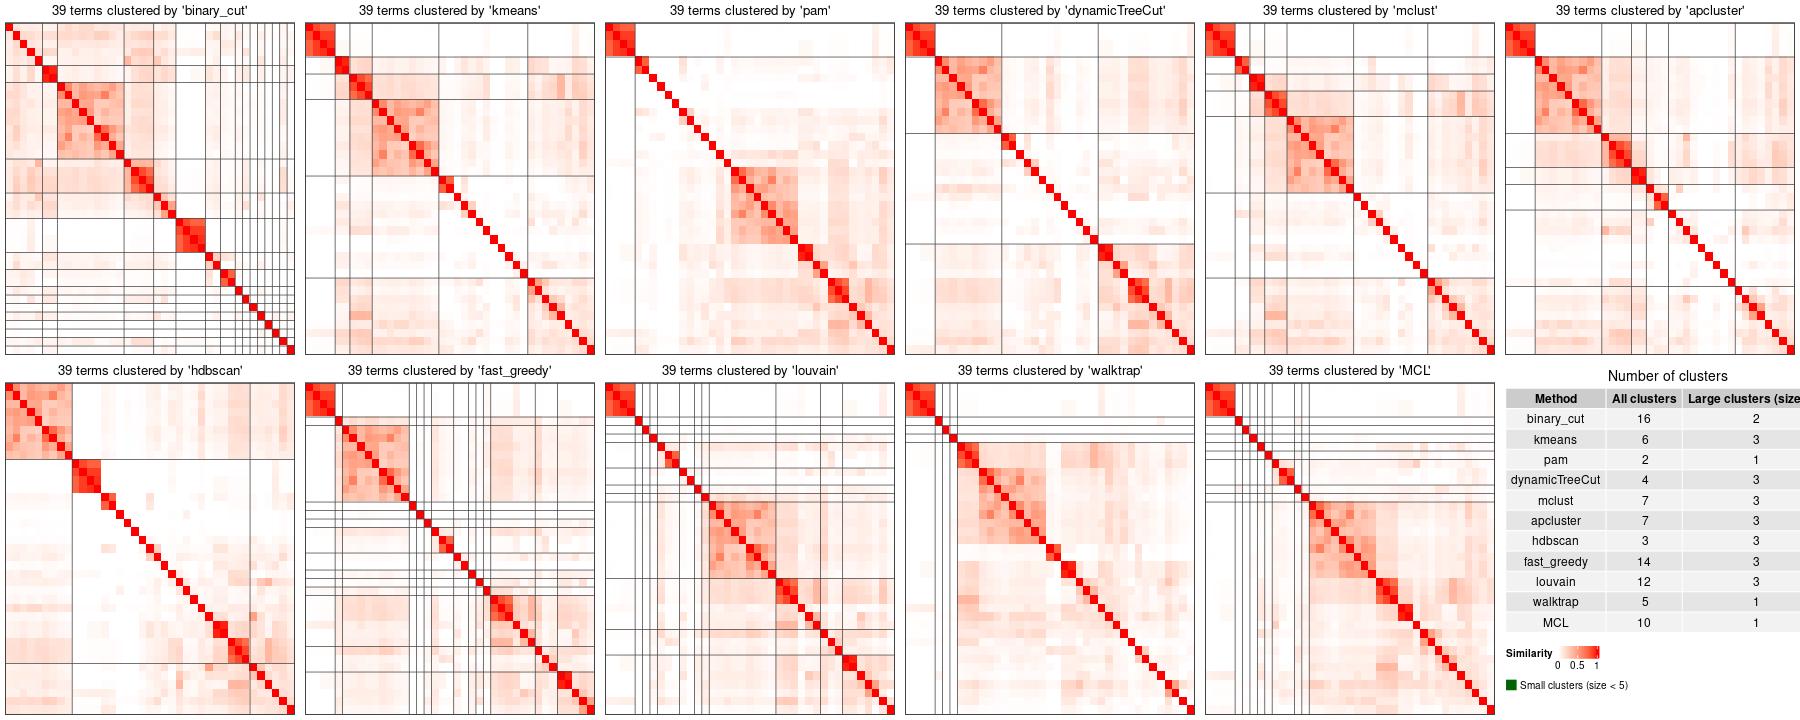 39 terms clustered by 'binary_cut'
39 terms clustered by 'kmeans'
39 terms clustered by 'pam'
39 terms clustered by 'dynamicTreeCut'
39 terms clustered by 'mclust'
39 terms clustered by 'apcluster'
39 terms clustered by 'hdbscan'
39 terms clustered by 'fast_greedy'
39 terms clustered by 'louvain'
39 terms clustered by 'walktrap'
39 terms clustered by 'MCL'
Number of clusters
Method All clusters Large clusters (size
binary_cut 16 2
kmeans 6 3
pam 2 1
dynamicTreeCut 4 3
mclust 7 3
apcluster 7 3
hdbscan 3 3
fast_greedy 14 3
louvain 12 3
walktrap 5 1
MCL 10 1
Similarity
0 0.5 1
Small clusters (size < 5)